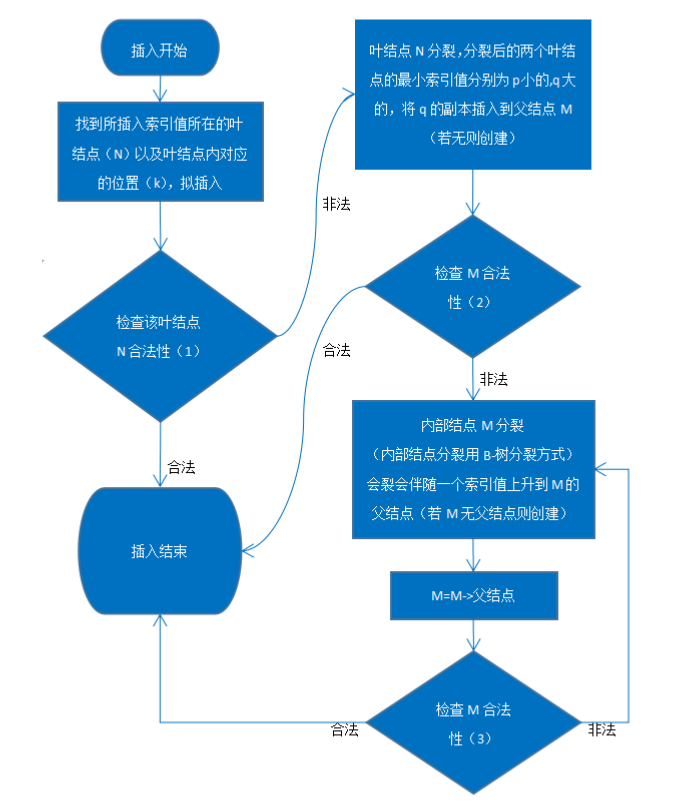 插入开始
找到所插入索引值所在的叶
结点（N）以及叶结点内对应
的位置（k），拟插入
检查该叶结点
N合法性（1）
合法
插入结束
非法
叶结点 N 分裂,分裂后的两个叶结
点的最小索引值分别为 p 小的,q 大
的，将 q 的副本插入到父结点 M
（若无则创建）
检查 M 合法
性（2）
合法
非法
内部结点 M 分裂
（内部结点分裂用 B-树分裂方式）
会裂会伴随一个索引值上升到 M 的
父结点（若 M 无父结点则创建）
M=M->父结点
检查 M 合法
性（3）
合法
非法